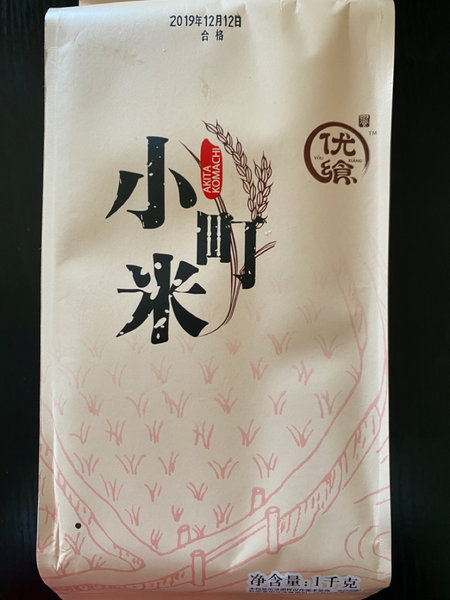 2019年12月12日
合格
优飨
YOU XIANG
TM
AKITA
KOMACHI
小町米
净含量:1千克